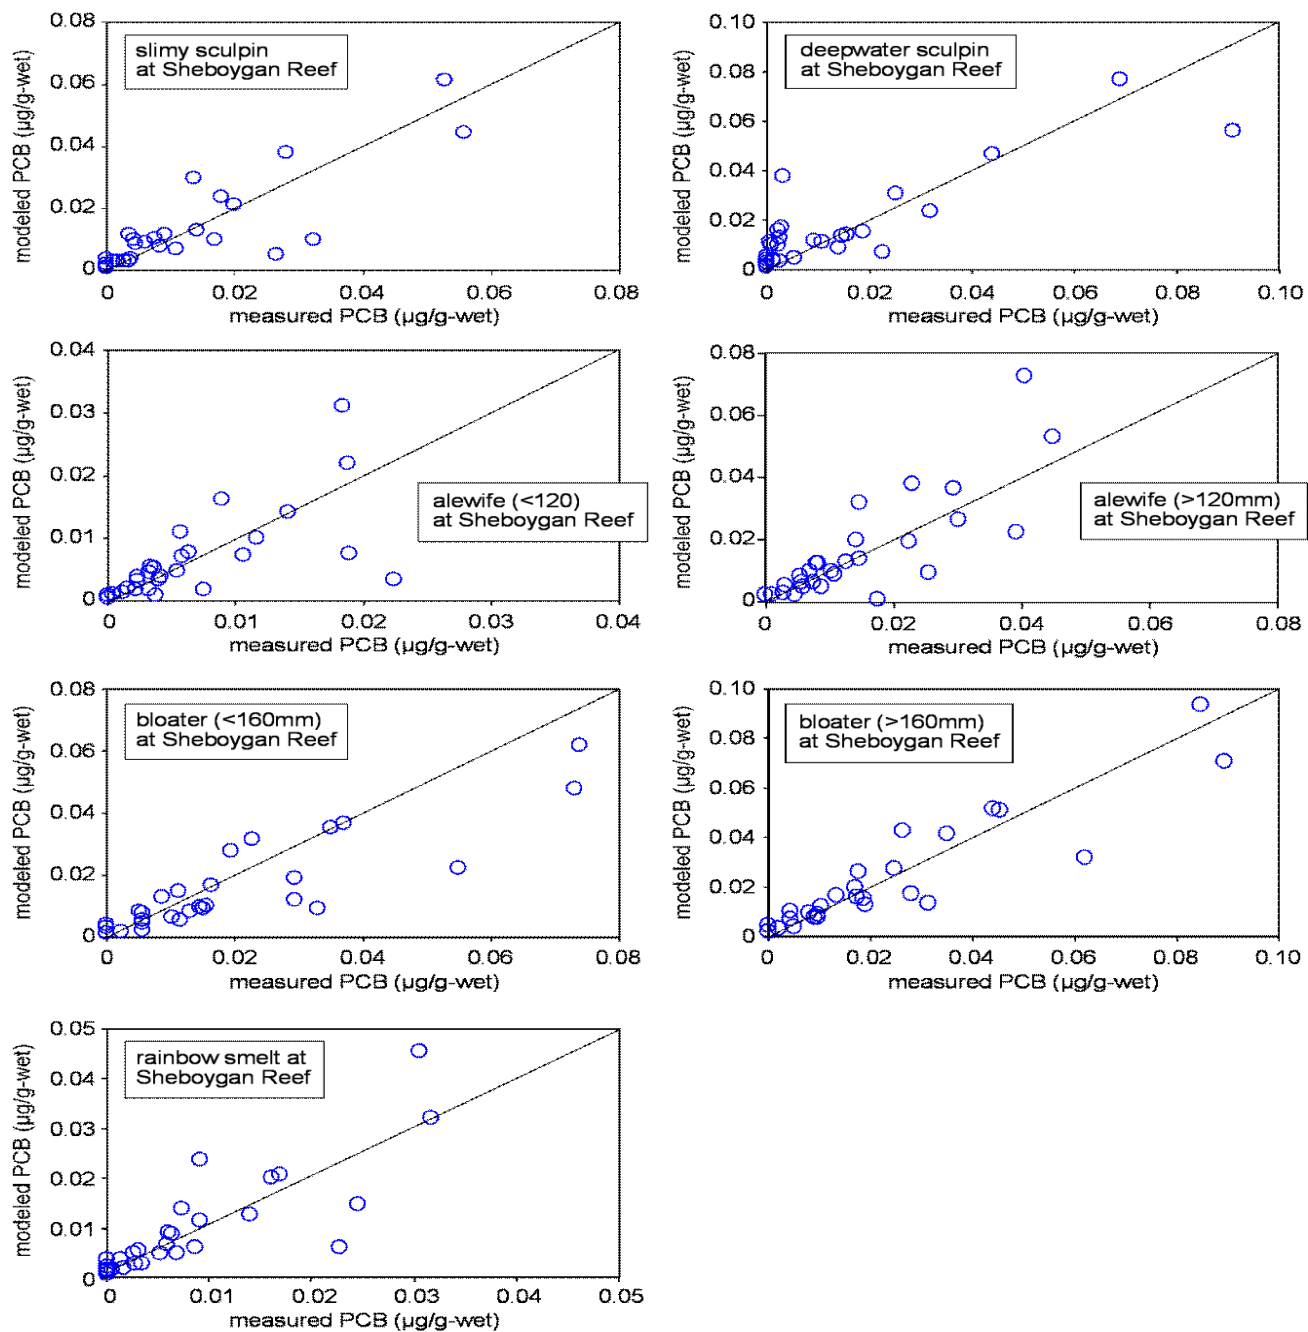 0.08
0.06
0.04
0.02
0
modeled PCB (µg/g-wet)
slimy sculpin
at Sheboygan Reef
0 0.02 0.04 0.06 0.08
measured PCB (µg/g-wet)
0.10
0.08
0.06
0.04
0.02
0
modeled PCB (µg/g-wet)
deepwater sculpin
at Sheboygan Reef
0 0.02 0.04 0.06 0.08 0.10
measured PCB (µg/g-wet)
0.04
0.03
0.02
0.01
0
modeled PCB (µg/g-wet)
alewife (<120)
at Sheboygan Reef
0 0.01 0.02 0.03 0.04
measured PCB (µg/g-wet)
0.08
0.06
0.04
0.02
0
modeled PCB (µg/g-wet)
alewife (>120mm)
at Sheboygan Reef
0 0.02 0.04 0.06 0.08
measured PCB (µg/g-wet)
0.08
0.06
0.04
0.02
0
modeled PCB (µg/g-wet)
bloater (<160mm)
at Sheboygan Reef
0 0.02 0.04 0.06 0.08
measured PCB (µg/g-wet)
0.10
0.08
0.06
0.04
0.02
0
modeled PCB (µg/g-wet)
bloater (>160mm)
at Sheboygan Reef
0 0.02 0.04 0.06 0.08 0.10
measured PCB (µg/g-wet)
0.05
0.04
0.03
0.02
0.01
0
modeled PCB (µg/g-wet)
rainbow smelt at
Sheboygan Reef
0 0.01 0.02 0.03 0.04 0.05
measured PCB (µg/g-wet)